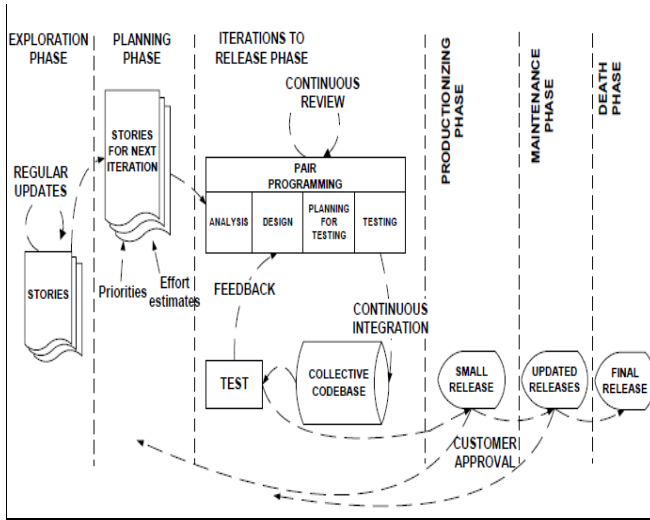 EXPLORATION
PHASE
PLANNING
PHASE
ITERATIONS TO
RELEASE PHASE
PRODUCTIONIZING
PHASE
MAINTENANCE
PHASE
DEATH
PHASE
CONTINUOUS
REVIEW
STORIES
FOR NEXT
ITERATION
REGULAR
UPDATES
PAIR
PROGRAMMING
ANALYSIS
DESIGN
PLANNING
FOR
TESTING
TESTING
STORIES
Priorities
Effort
estimates
FEEDBACK
CONTINUOUS
INTEGRATION
TEST
COLLECTIVE
CODEBASE
SMALL
RELEASE
UPDATED
RELEASES
FINAL
RELEASE
CUSTOMER
APPROVAL